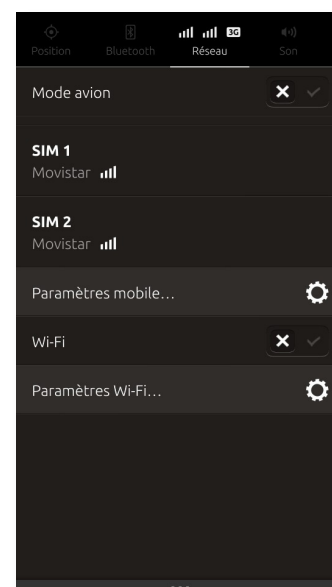 Position Bluetooth Réseau Son
3G
Mode avion
SIM 1
Movistar
SIM 2
Movistar
Paramètres mobile…
Wi-Fi
Paramètres Wi-Fi…